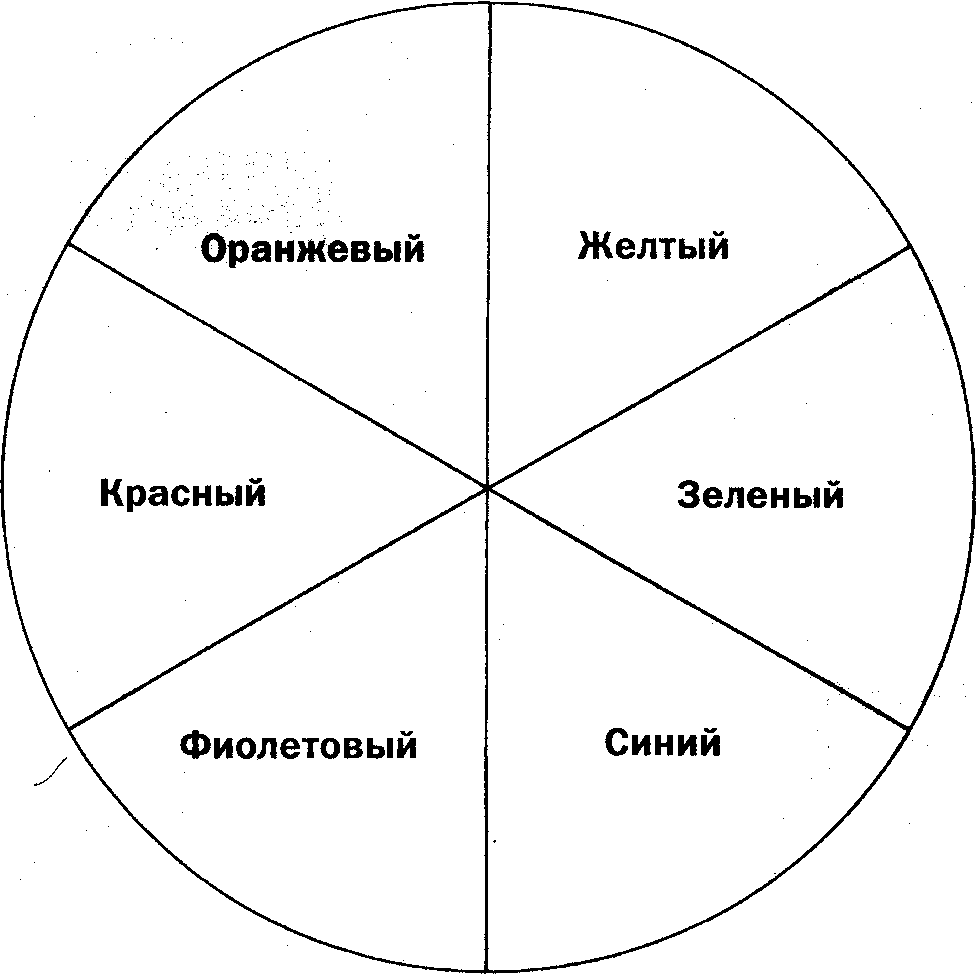 Оранжевый
Желтый
Красный
Зеленый
Фиолетовый
Синий